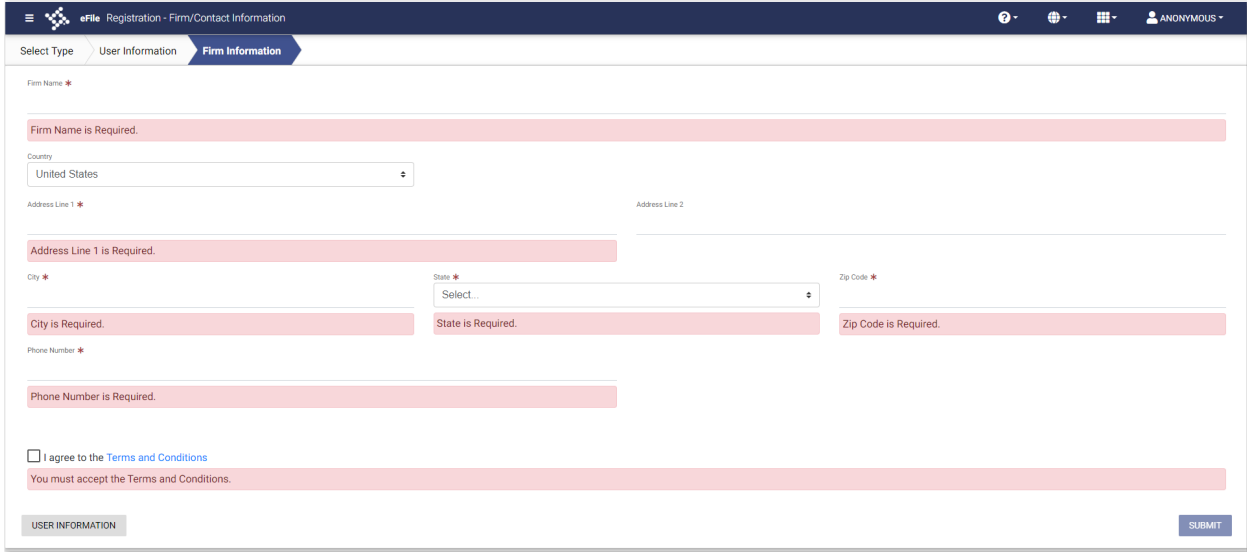 eFile Registration - Firm/Contact Information
ANONYMOUS
Select Type User Information Firm Information
Firm Name *
Firm Name is Required.
Country
United States
Address Line 1 * Address Line 2
Address Line 1 is Required.
City * State * Zip Code *
Select...
City is Required. State is Required. Zip Code is Required.
Phone Number *
Phone Number is Required.
I agree to the Terms and Conditions
You must accept the Terms and Conditions.
USER INFORMATION SUBMIT